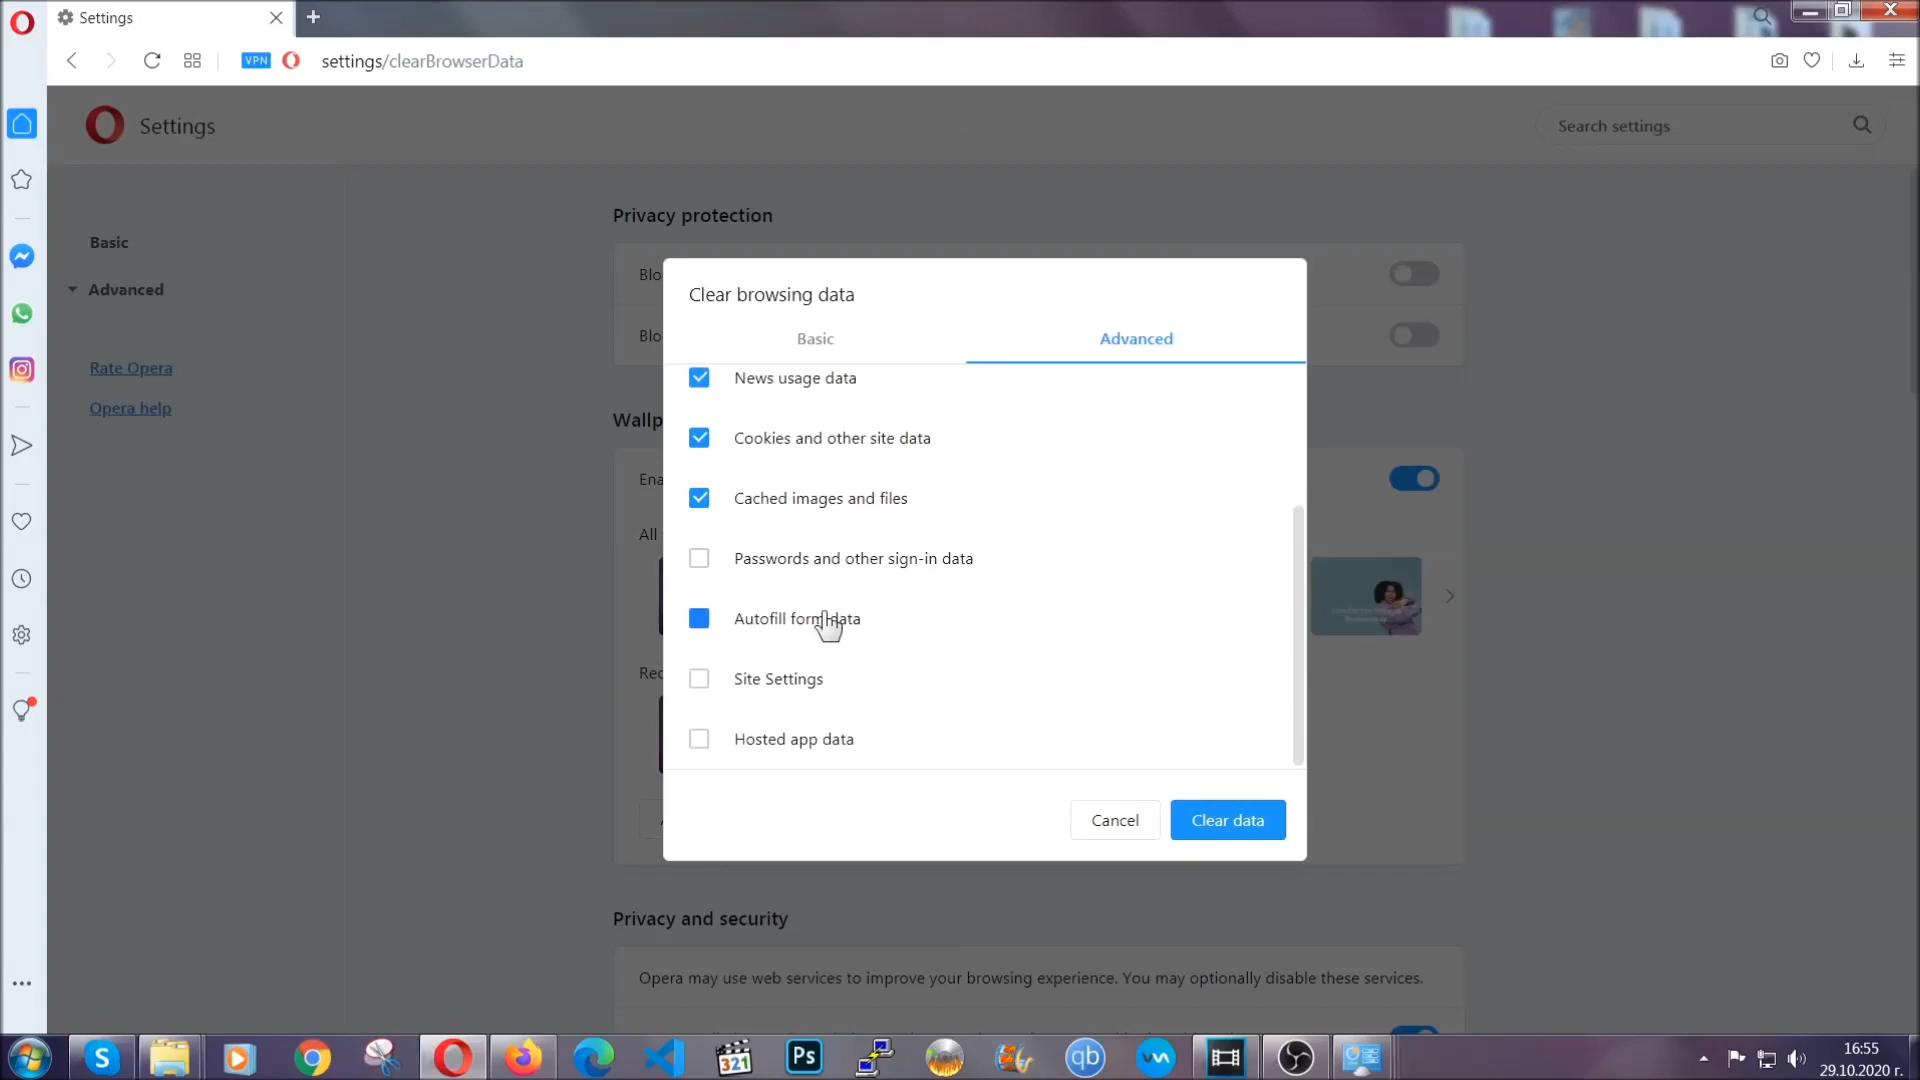 Settings
VPN
settings/clearBrowserData
Settings
Search settings
Basic
Advanced
Rate Opera
Opera help
Privacy protection
Blo
Blo
Wallp
Ena
All
Rec
Clear browsing data
Basic
Advanced
News usage data
Cookies and other site data
Cached images and files
Passwords and other sign-in data
Autofill form data
Site Settings
Hosted app data
Cancel
Clear data
Privacy and security
Opera may use web services to improve your browsing experience. You may optionally disable these services.
321
Ps
qb
16:55
29.10.2020 г.